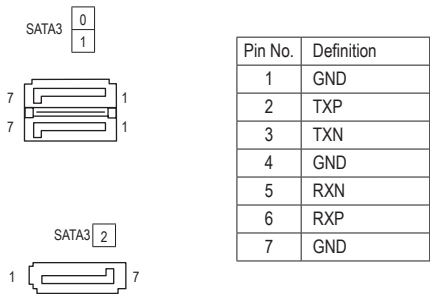 SATA3 0
1
7 1
7 1
SATA3 2
1 7
Pin No. Definition
1 GND
2 TXP
3 TXN
4 GND
5 RXN
6 RXP
7 GND